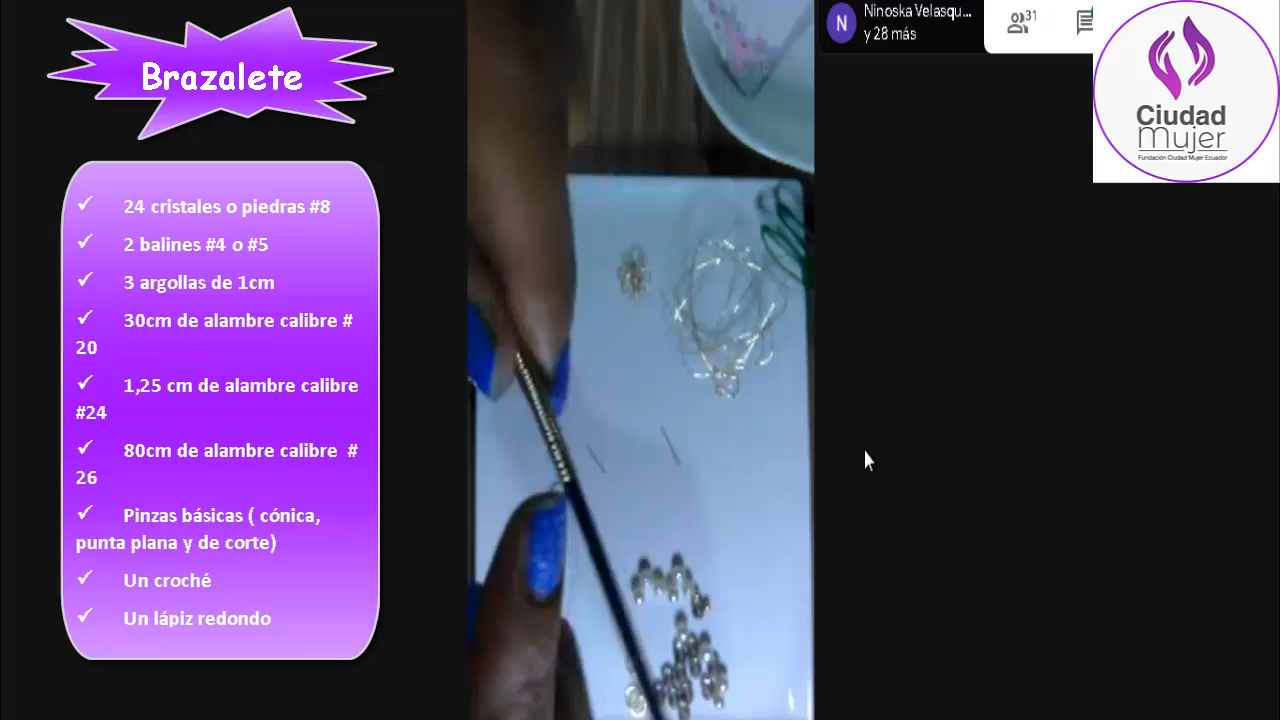 Brazalete
24 cristales o piedras #8
2 balines #4 o #5
3 argollas de 1cm
30cm de alambre calibre #
20
1,25 cm de alambre calibre
#24
80cm de alambre calibre #
26
Pinzas básicas ( cónica,
punta plana y de corte)
Un croché
Un lápiz redondo
N
Ninoska Velasqu...
y 28 más
31
Ciudad
Mujer
Fundación Ciudad Mujer Ecuador